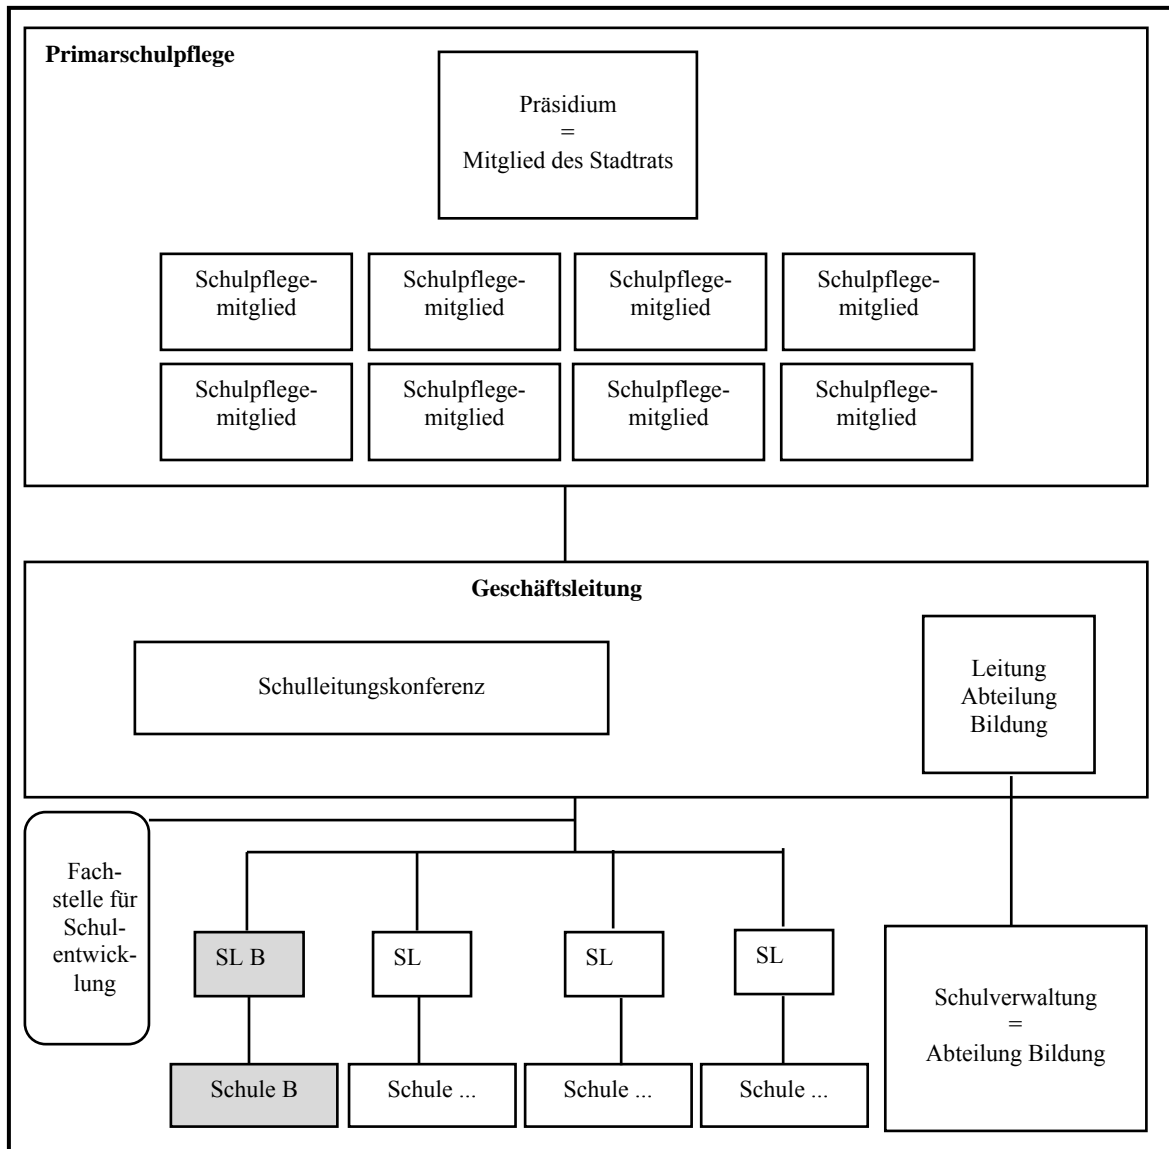 Primarschulpflege
Präsidium
=
Mitglied des Stadtrats
Schulpflege-
mitglied
Schulpflege-
mitglied
Schulpflege-
mitglied
Schulpflege-
mitglied
Schulpflege-
mitglied
Schulpflege-
mitglied
Schulpflege-
mitglied
Schulpflege-
mitglied
Geschäftsleitung
Schulleitungskonferenz
Leitung
Abteilung
Bildung
Fach-
stelle für
Schul-
entwick-
lung
SL B
SL
SL
SL
Schule B
Schule ...
Schule ...
Schule ...
Schulverwaltung
=
Abteilung Bildung